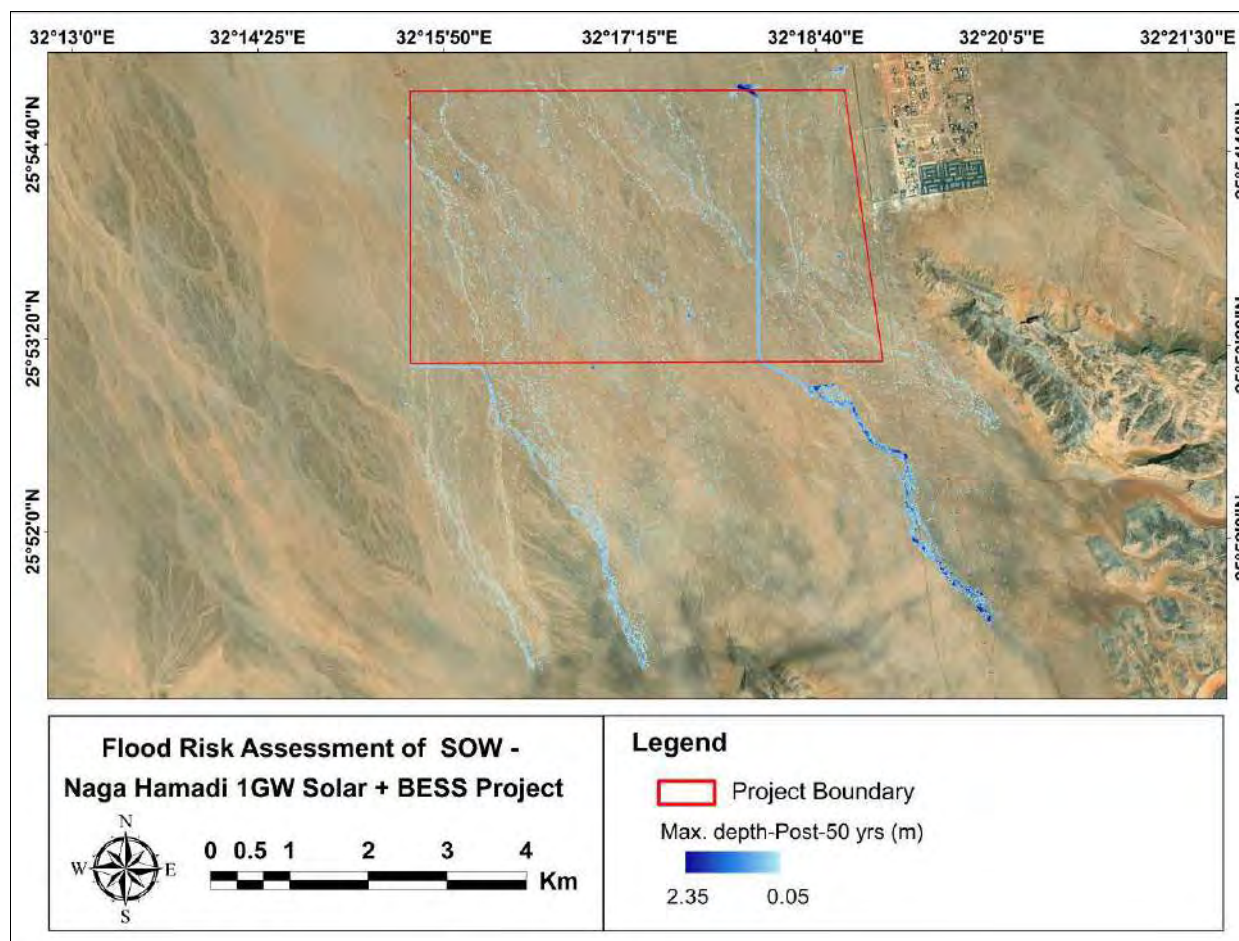 32°13'0"E 32°14'25"E 32°15'50"E 32°17'15"E 32°18'40"E 32°20'5"E 32°21'30"E
25°54'40"N
25°53'20"N
25°52'0"N
Flood Risk Assessment of SOW -
Naga Hamadi 1GW Solar + BESS Project
N
W E
S
0 0.5 1 2 3 4
Km
Legend
Project Boundary
Max. depth-Post-50 yrs (m)
2.35 0.05